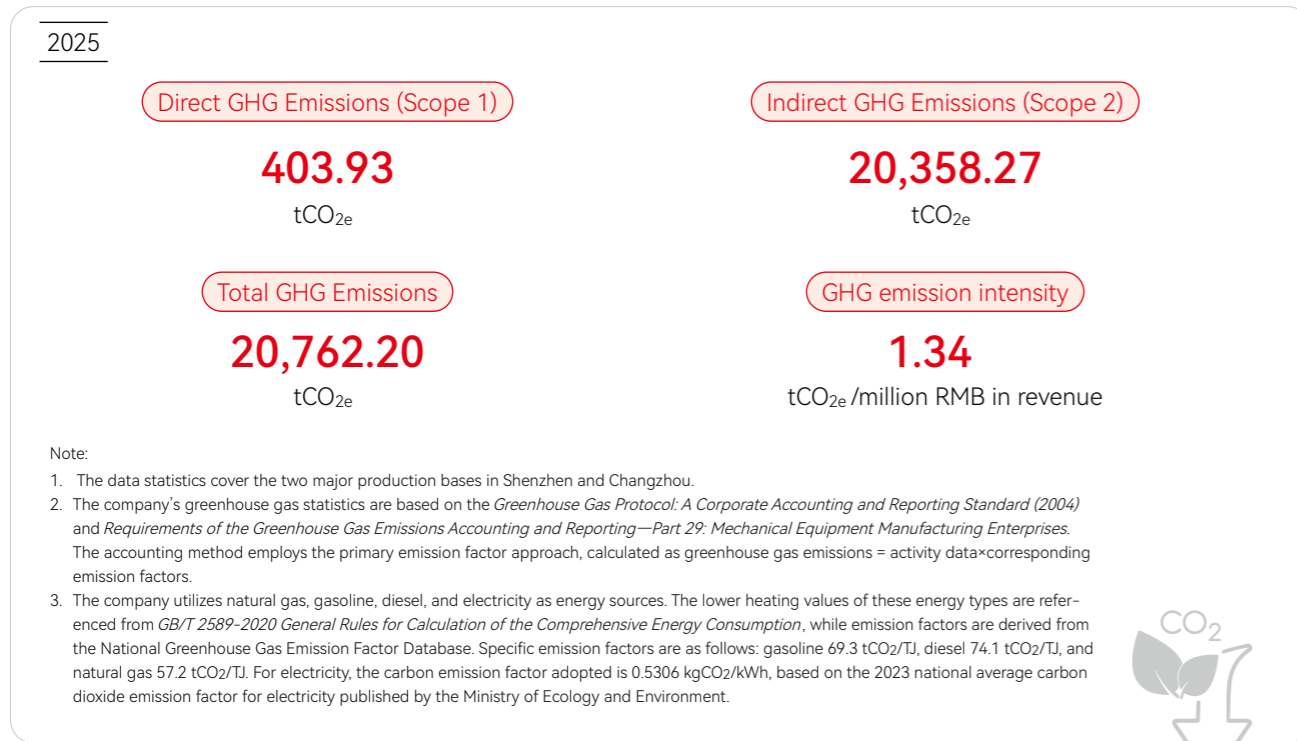 2025
Direct GHG Emissions (Scope 1)
403.93
tCO2e
Indirect GHG Emissions (Scope 2)
20,358.27
tCO2e
Total GHG Emissions
20,762.20
tCO2e
GHG emission intensity
1.34
tCO2e /million RMB in revenue
Note:
1. The data statistics cover the two major production bases in Shenzhen and Changzhou.
2. The company's greenhouse gas statistics are based on the Greenhouse Gas Protocol: A Corporate Accounting and Reporting Standard (2004)
and Requirements of the Greenhouse Gas Emissions Accounting and Reporting—Part 29: Mechanical Equipment Manufacturing Enterprises.
The accounting method employs the primary emission factor approach, calculated as greenhouse gas emissions = activity data×corresponding
emission factors.
3. The company utilizes natural gas, gasoline, diesel, and electricity as energy sources. The lower heating values of these energy types are refer-
enced from GB/T 2589-2020 General Rules for Calculation of the Comprehensive Energy Consumption, while emission factors are derived from
the National Greenhouse Gas Emission Factor Database. Specific emission factors are as follows: gasoline 69.3 tCO2/TJ, diesel 74.1 tCO2/TJ, and
natural gas 57.2 tCO2/TJ. For electricity, the carbon emission factor adopted is 0.5306 kgCO2/kWh, based on the 2023 national average carbon
dioxide emission factor for electricity published by the Ministry of Ecology and Environment.
CO2